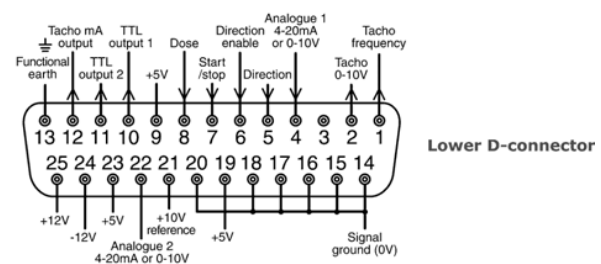 Analogue 1
4-20mA
or 0-10V
Tacho mA
output
TTL
output 1
Dose
Direction
enable
Tacho
frequency
Functional
earth
TTL
output 2
+5V
Start
/stop
Direction
Tacho
0-10V
13 12 11 10 9 8 7 6 5 4 3 2 1
25 24 23 22 21 20 19 18 17 16 15 14
Lower D-connector
+12V
-12V
+5V
Analogue 2
4-20mA or 0-10V
+10V
reference
+5V
Signal
ground (0V)